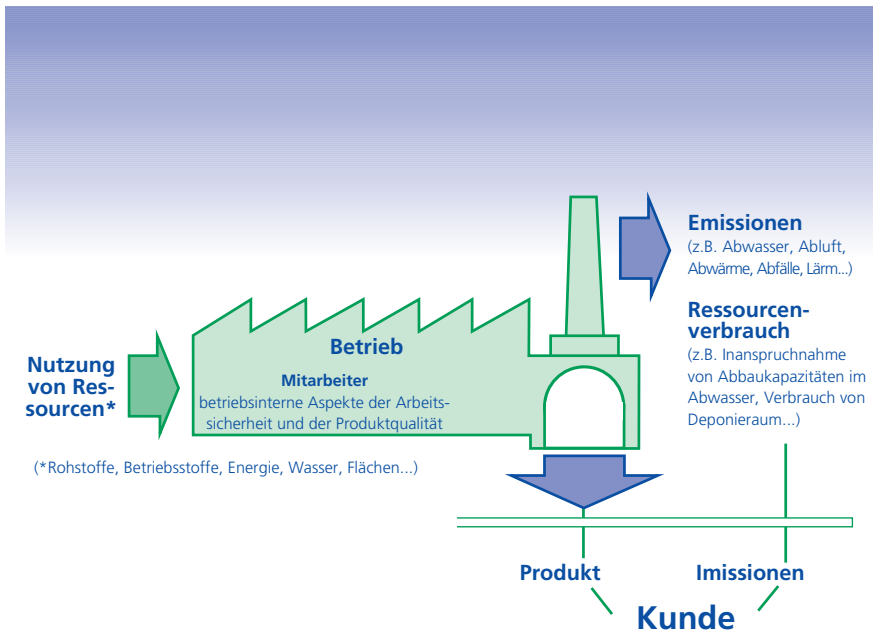 Nutzung
von Res-
sourcen*
(*Rohstoffe, Betriebsstoffe, Energie, Wasser, Flächen...)
Betrieb
Mitarbeiter
betriebsinterne Aspekte der Arbeits-
sicherheit und der Produktqualität
Emissionen
(z.B. Abwasser, Abluft,
Abwärme, Abfälle, Lärm...)
Ressourcen-
verbrauch
(z.B. Inanspruchnahme
von Abbaukapazitäten im
Abwasser, Verbrauch von
Deponieraum...)
Produkt
Imissionen
Kunde